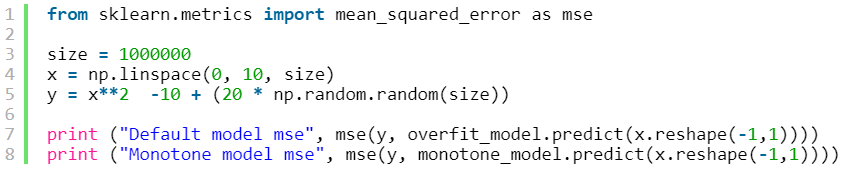 1 from sklearn.metrics import mean_squared_error as mse
2
3 size = 1000000
4 x = np.linspace(0, 10, size)
5 y = x**2  -10 + (20 * np.random.random(size))
6
7 print ("Default model mse", mse(y, overfit_model.predict(x.reshape(-1,1))))
8 print ("Monotone model mse", mse(y, monotone_model.predict(x.reshape(-1,1))))